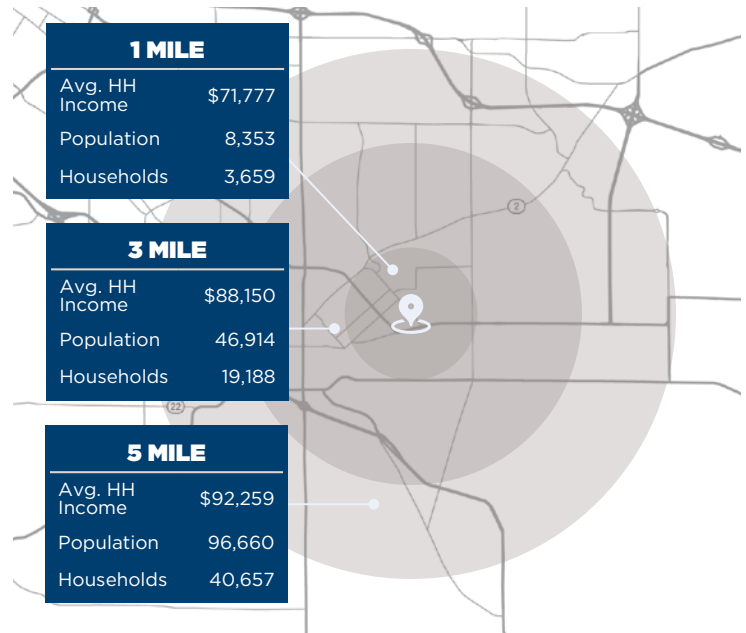 1 MILE
Avg. HH
Income $71,777
Population 8,353
Households 3,659
2
3 MILE
Avg. HH
Income $88,150
Population 46,914
Households 19,188
22
5 MILE
Avg. HH
Income $92,259
Population 96,660
Households 40,657